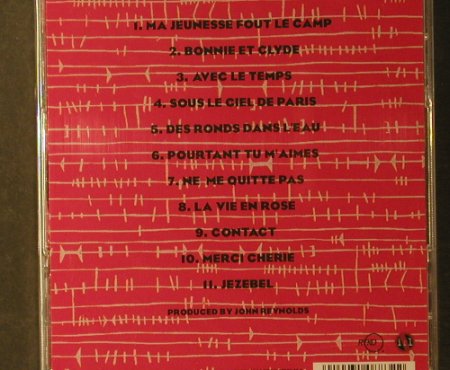 1. MA JEUNESSE FOUT LE CAMP
2. BONNIE ET CLYDE
3. AVEC LE TEMPS
4. SOUS LE CIEL DE PARIS
5. DES RONDS DANS L'EAU
6. POURTANT TU M'AIMES
7. NE ME QUITTE PAS
8. LA VIE EN ROSE
9. CONTACT
10. MERCI CHERIE
11. JEZEBEL
PRODUCED BY JOHN REYNOLDS